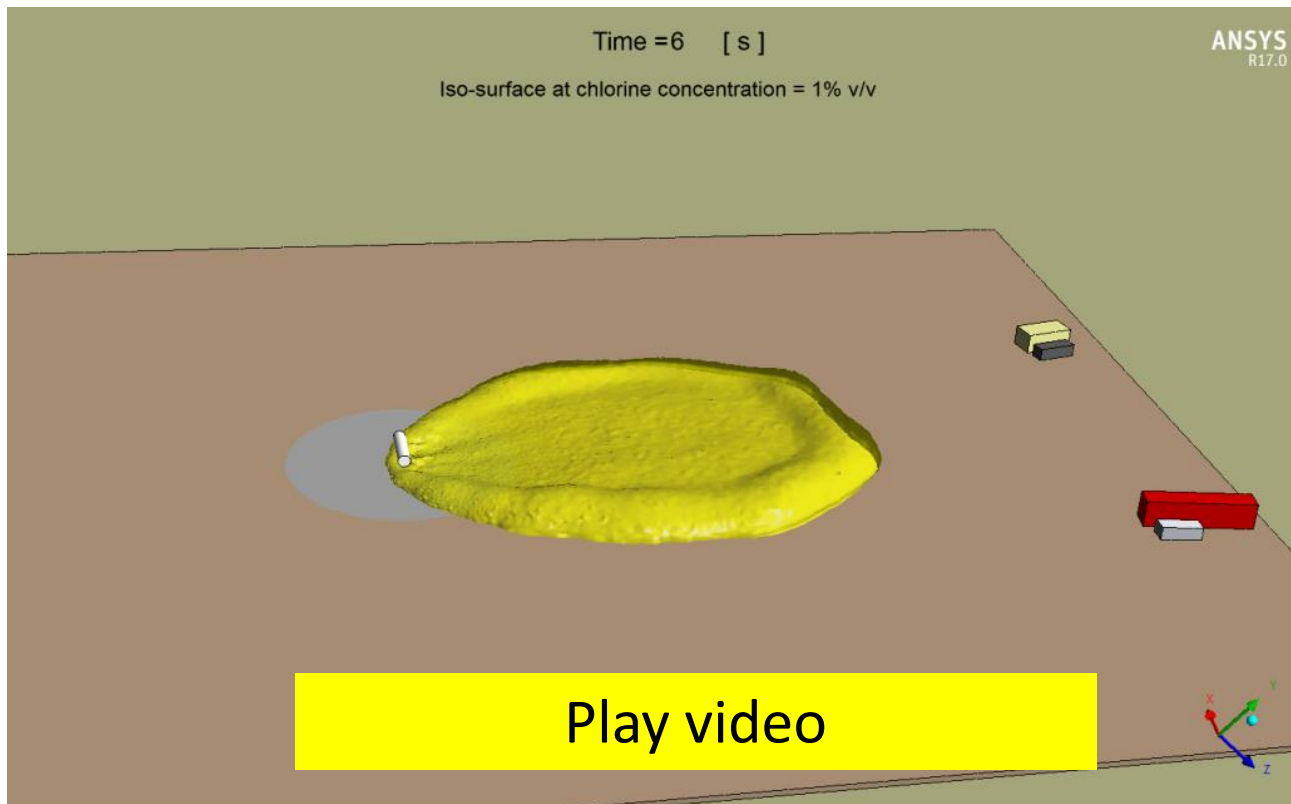 Time =6 [ s ]
ANSYS
R17.0
Iso-surface at chlorine concentration = 1% v/v
Play video
X
Y
Z